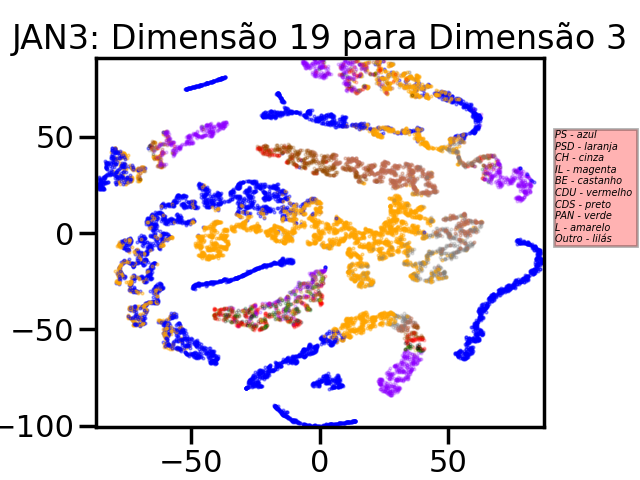 JAN3: Dimensão 19 para Dimensão 3
50
0
−50
−100
−50
0
50
PS - azul
PSD - laranja
CH - cinza
IL - magenta
BE - castanho
CDU - vermelho
CDS - preto
PAN - verde
L - amarelo
Outro - lilás